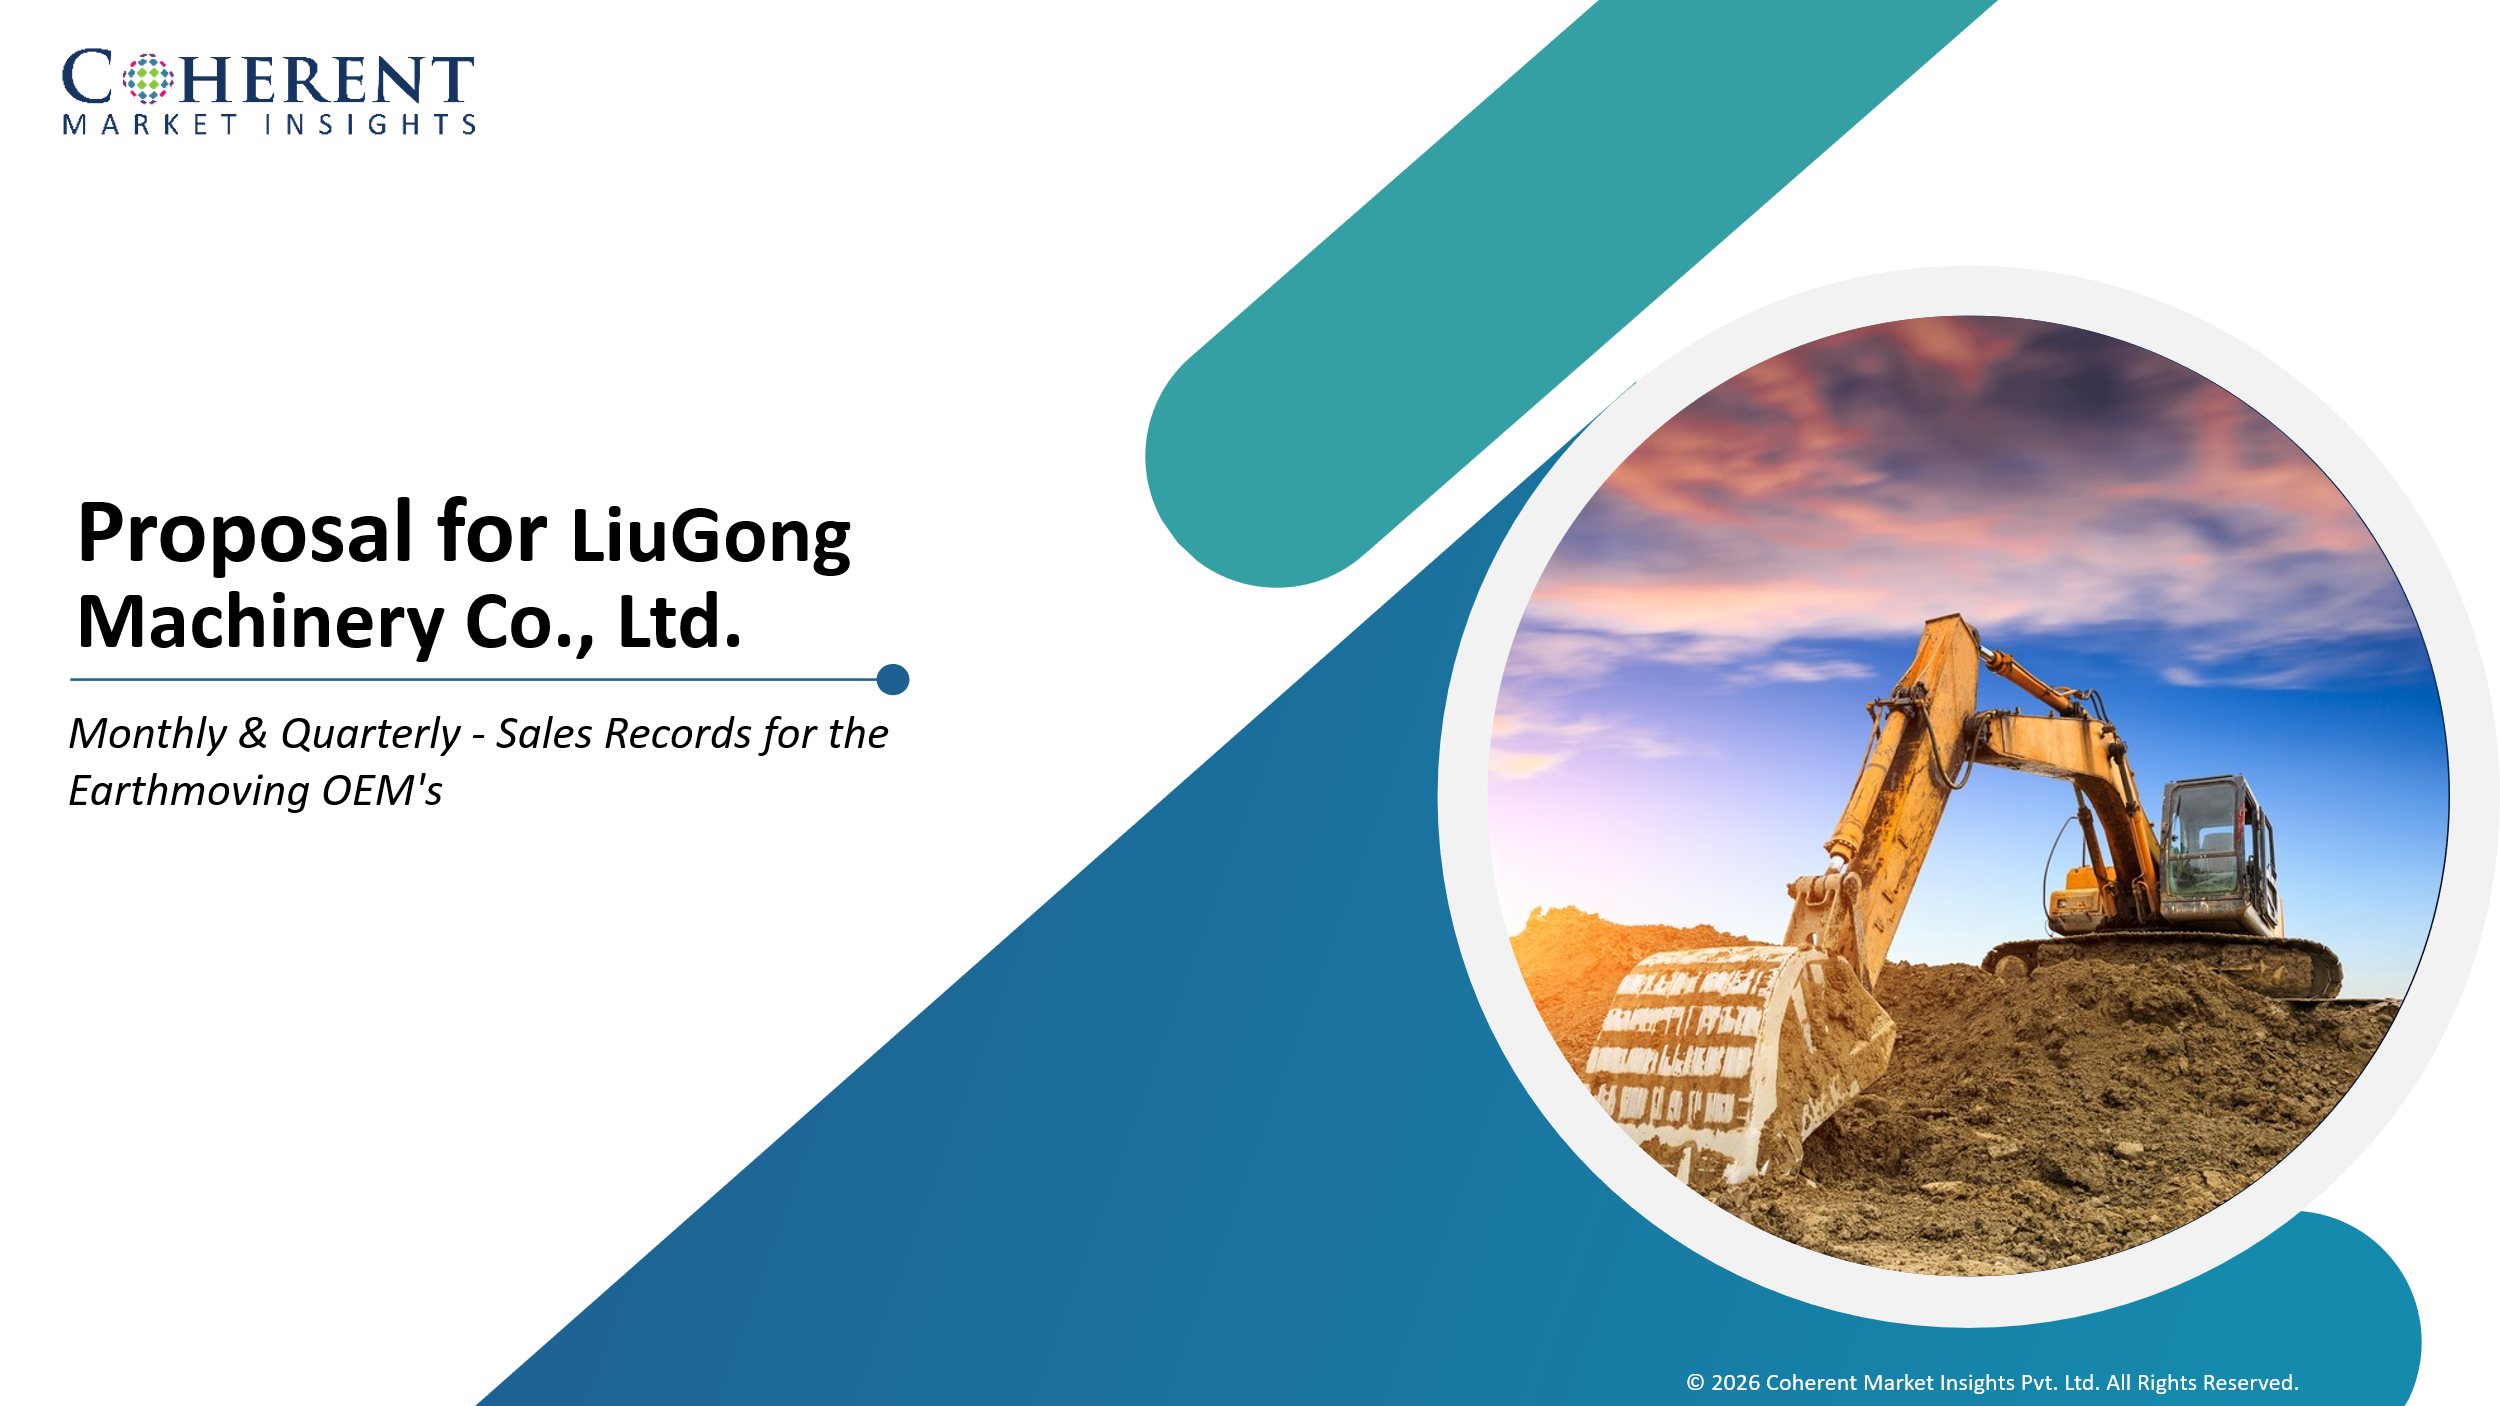 COHERENT
MARKET INSIGHTS
Proposal for LiuGong
Machinery Co., Ltd.
Monthly & Quarterly - Sales Records for the
Earthmoving OEM's
© 2026 Coherent Market Insights Pvt. Ltd. All Rights Reserved.